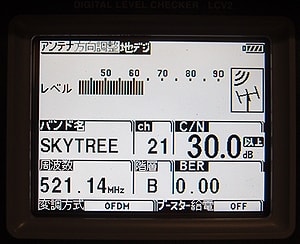 DIGITAL LEVEL CHECKER LCV2
アンテナ方向調整 地デジ
50 60 70 80 90
レベル
バンド名 ch C/N
SKYTREE 21 30.0 以上 dB
周波数 階層 BER
521.14MHz B 0.00
変調方式 OFDM ブースター給電 OFF